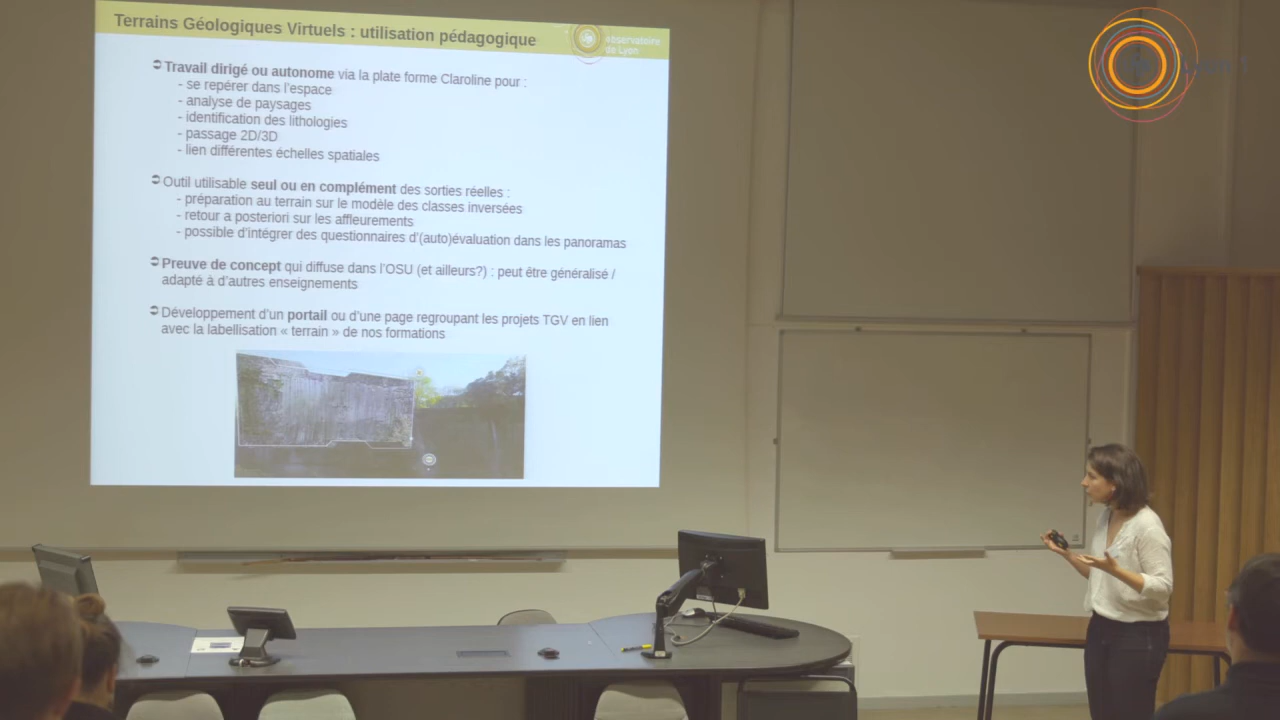 Terrains Géologiques Virtuels : utilisation pédagogique
observatoire
de Lyon
Travail dirigé ou autonome via la plate forme Claroline pour :
- se repérer dans l'espace
- analyse de paysages
- identification des lithologies
- passage 2D/3D
- lien différentes échelles spatiales
Outil utilisable seul ou en complément des sorties réelles :
- préparation au terrain sur le modèle des classes inversées
- retour a posteriori sur les affleurements
- possible d'intégrer des questionnaires d'(auto)évaluation dans les panoramas
Preuve de concept qui diffuse dans l'OSU (et ailleurs?) : peut être généralisé /
adapté à d'autres enseignements
Développement d'un portail ou d'une page regroupant les projets TGV en lien
avec la labellisation « terrain » de nos formations